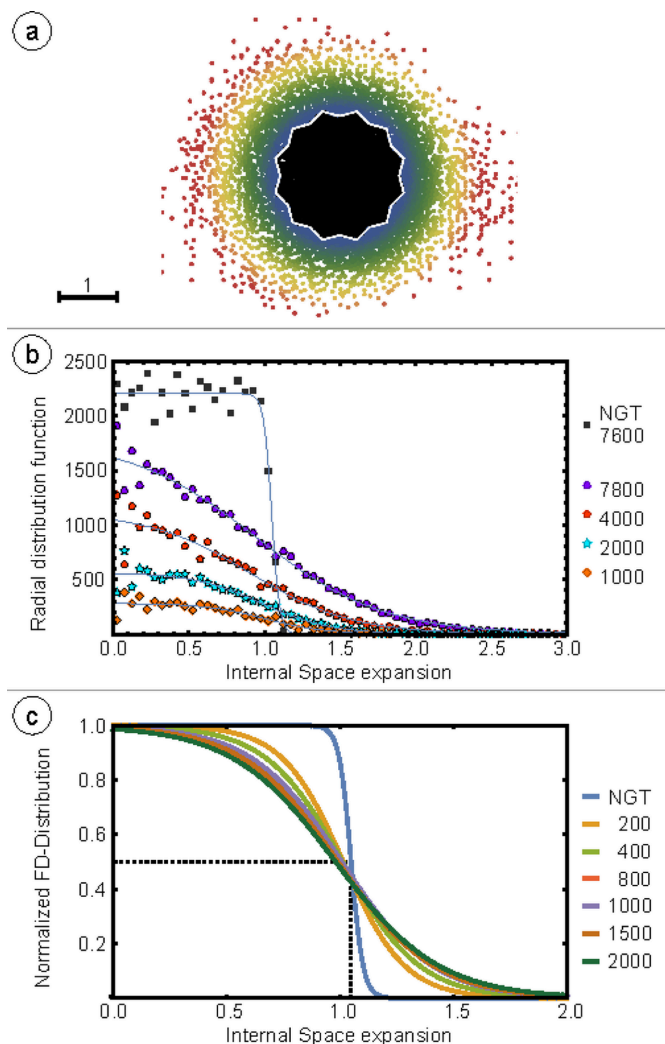 a
1
b
2500
2000
1500
1000
500
Radial distribution function
0.0 0.5 1.0 1.5 2.0 2.5 3.0
Internal Space expansion
NGT
7600
7800
4000
2000
1000
c
1.0
0.8
0.6
0.4
0.2
Normalized FD-Distribution
0.0 0.5 1.0 1.5 2.0
Internal Space expansion
NGT
200
400
800
1000
1500
2000